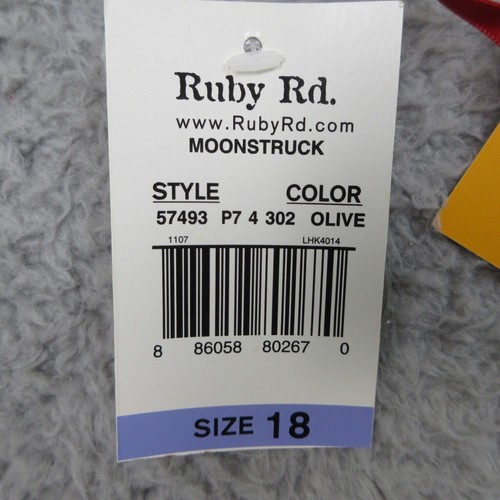 Ruby Rd.
www.RubyRd.com
MOONSTRUCK
STYLE COLOR
57493 P7 4 302 OLIVE
1107 LHK4014
8 86058 80267 0
SIZE 18